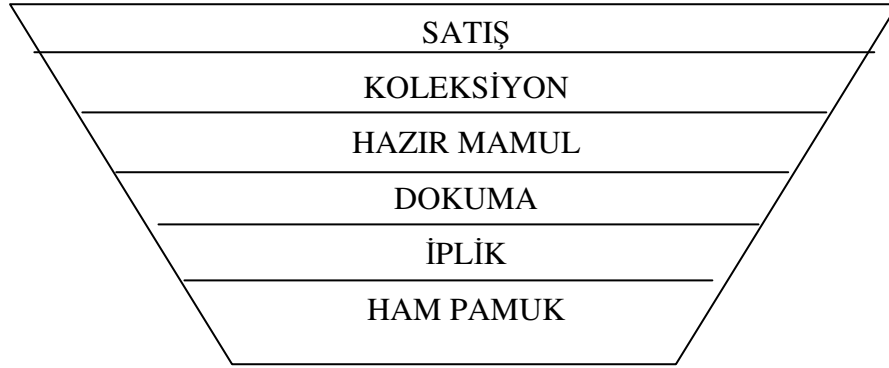 SATIŞ
KOLEKSİYON
HAZIR MAMUL
DOKUMA
İPLİK
HAM PAMUK